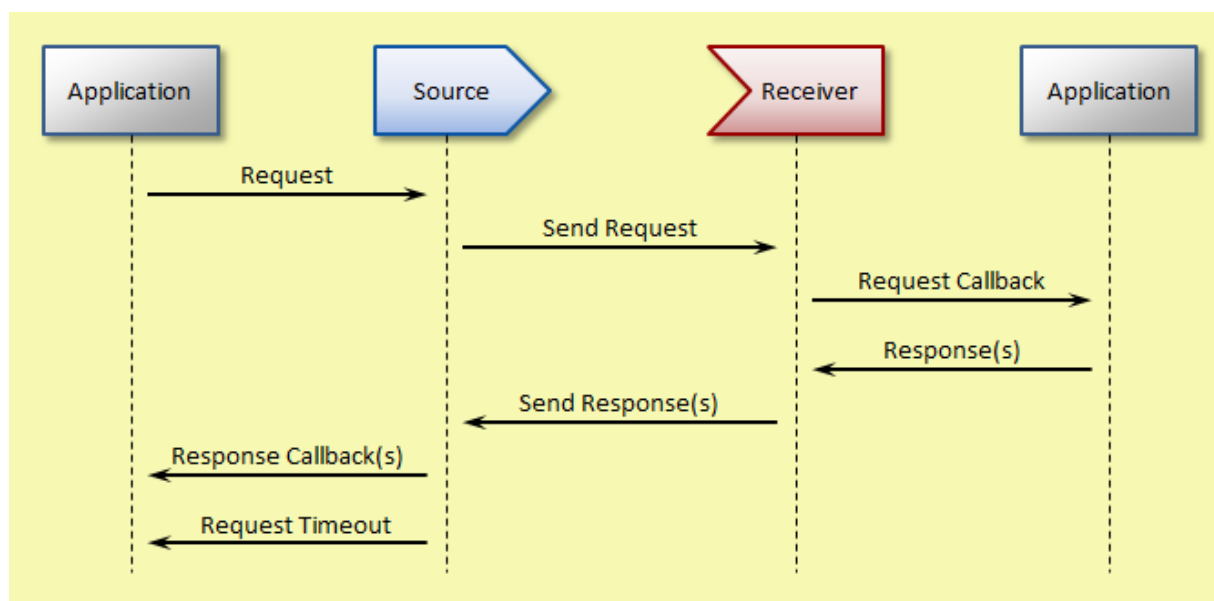 Application
Source
Receiver
Application
Request
Send Request
Request Callback
Response(s)
Send Response(s)
Response Callback(s)
Request Timeout